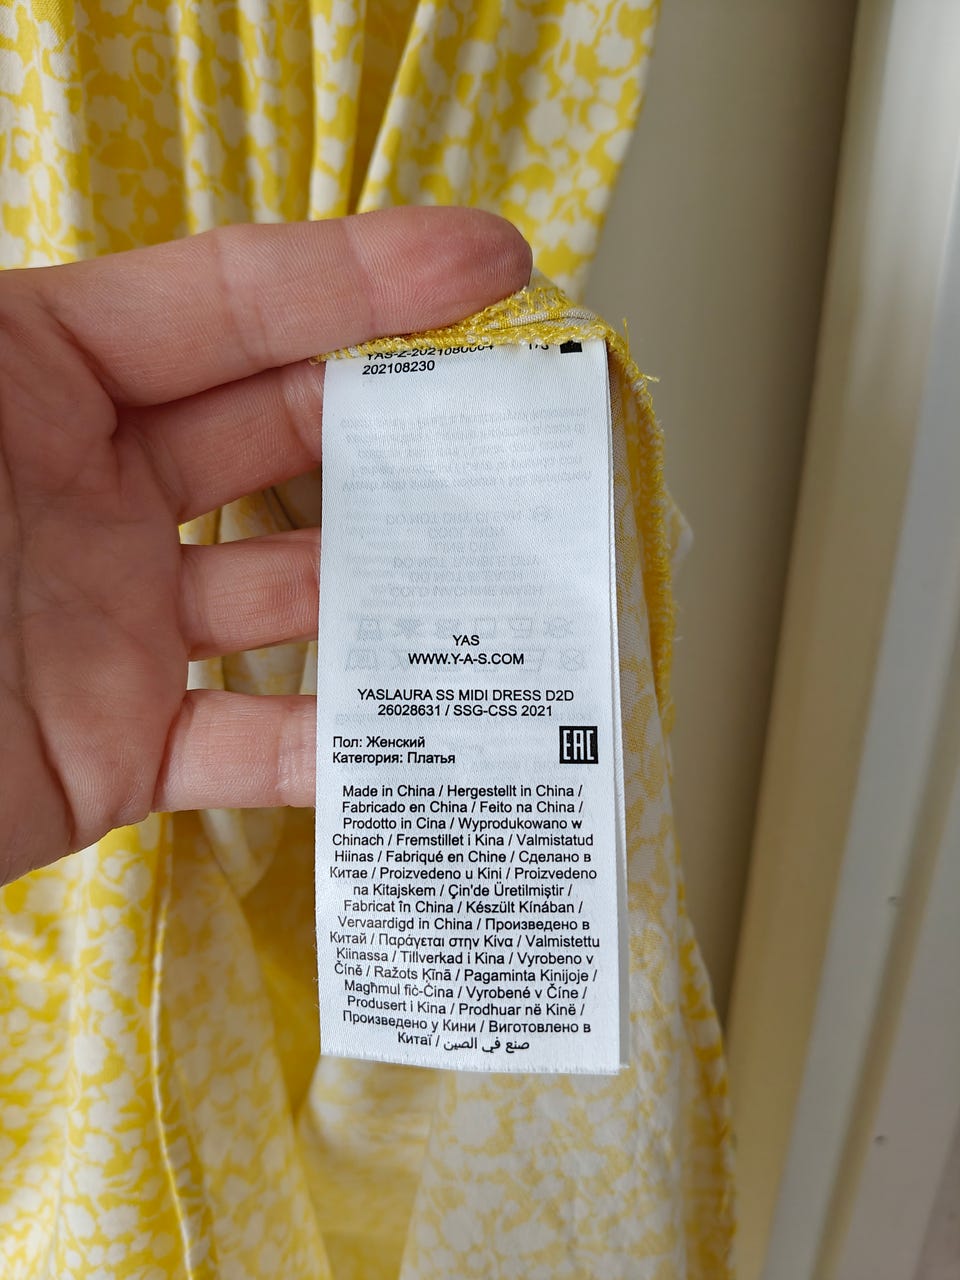 YAS-Z-2021080004 1/3
202108230
YAS
WWW.Y-A-S.COM
YASLAURA SS MIDI DRESS D2D
26028631 / SSG-CSS 2021
Пол: Женский
Категория: Платья
EAC
Made in China / Hergestellt in China /
Fabricado en China / Feito na China /
Prodotto in Cina / Wyprodukowano w
Chinach / Fremstillet i Kina / Valmistatud
Hiinas / Fabriqué en Chine / Сделано в
Китае / Proizvedeno u Kini / Proizvedeno
na Kitajskem / Çin'de Üretilmiştir /
Fabricat în China / Készült Kínában /
Vervaardigd in China / Произведено в
Китай / Παράγεται στην Κίνα / Valmistettu
Kiinassa / Tillverkad i Kina / Vyrobeno v
Číně / Ražots Ķīnā / Pagaminta Kinijoje /
Magħmul fiċ-Ċina / Vyrobené v Číne /
Produsert i Kina / Prodhuar në Kinë /
Произведено у Кини / Виготовлено в
Китаї / صنع في الصين